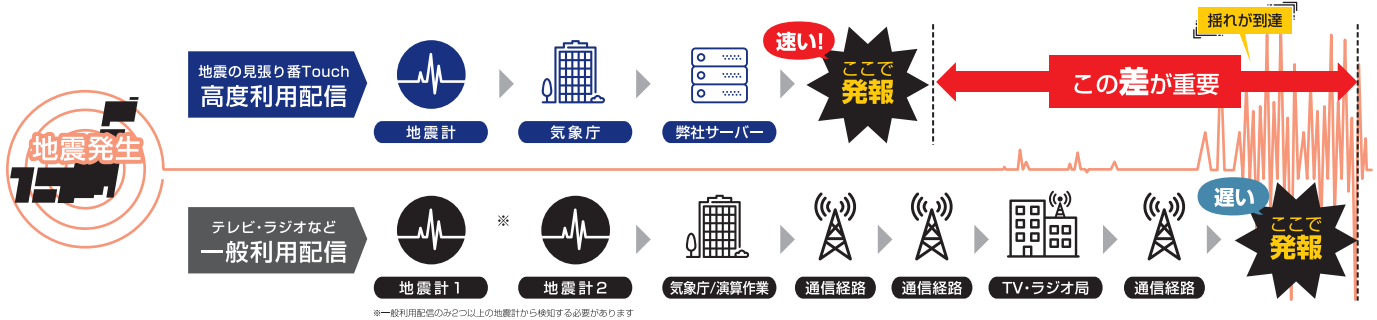 地震発生
地震の見張り番Touch
高度利用配信
地震計
気象庁
弊社サーバー
速い!
ここで
発報
この差が重要
揺れが到達
テレビ・ラジオなど
一般利用配信
地震計1
※
地震計2
気象庁/演算作業
通信経路
通信経路
TV・ラジオ局
通信経路
遅い
ここで
発報
※一般利用配信のみ2つ以上の地震計から検知する必要があります